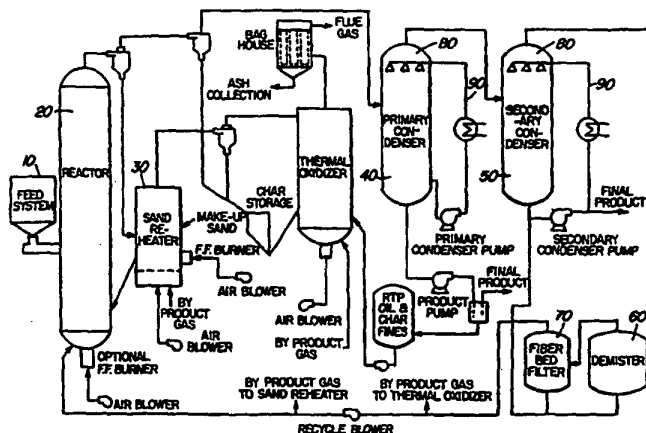 BAG
HOUSE
FLUE
GAS
ASH
COLLECTION
80
80
20
90
90
PRIMARY
CON-
DENSER
SECOND-
ARY CON-
DENSER
REACTOR
10
FEED
SYSTEM
30
SAND
RE-
HEATER
MAKE-UP
SAND
F.F. BURNER
CHAR
STORAGE
THERMAL
OXIDIZER
40
50
FINAL
PRODUCT
PRIMARY
CONDENSER PUMP
SECONDARY
CONDENSER PUMP
AIR BLOWER
BY
PRODUCT
GAS
AIR
BLOWER
AIR BLOWER
BY PRODUCT
GAS
RTP
OIL &
CHAR
FINES
PRODUCT
PUMP
FINAL
PRODUCT
70
FIBER
BED
FILTER
60
DEMISTER
OPTIONAL
F.F. BURNER
AIR BLOWER
BY PRODUCT GAS
TO SAND REHEATER
BY PRODUCT GAS
TO THERMAL OXIDIZER
RECYCLE BLOWER